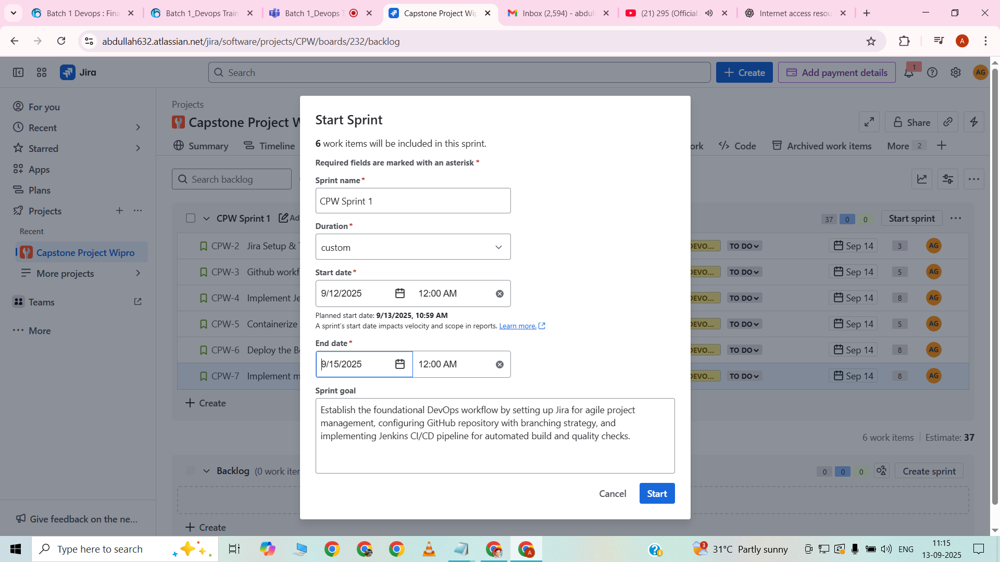 Batch 1 Devops : Fina
Batch 1_Devops Train
Batch 1_Devops T
Capstone Project Wip
Inbox (2,594) - abdul
(21) 295 (Official
Internet access resou
abdullah632.atlassian.net/jira/software/projects/CPW/boards/232/backlog
A
Jira
Search
Create
Add payment details
1
AG
For you
Recent
Starred
Apps
Plans
Projects
Recent
Capstone Project Wipro
More projects
Teams
More
Give feedback on the ne...
Projects
Capstone Project W
Share
Summary
Timeline
ork
Code
Archived work items
More 2
Search backlog
CPW Sprint 1
Ad
37 0 0
Start sprint
CPW-2 Jira Setup & T
DEVO... TO DO Sep 14 3 AG
CPW-3 Github workf
DEVO... TO DO Sep 14 5 AG
CPW-4 Implement Je
DEVO... TO DO Sep 14 8 AG
CPW-5 Containerize
DEVO... TO DO Sep 14 5 AG
CPW-6 Deploy the Be
DEVO... TO DO Sep 14 8 AG
CPW-7 Implement m
DEVO... TO DO Sep 14 8 AG
Create
6 work items
Estimate: 37
Backlog (0 work iter
0 0 0
Create sprint
Create
Start Sprint
6 work items will be included in this sprint.
Required fields are marked with an asterisk *
Sprint name*
CPW Sprint 1
Duration*
custom
Start date*
9/12/2025 12:00 AM
Planned start date: 9/13/2025, 10:59 AM
A sprint's start date impacts velocity and scope in reports. Learn more.
End date*
9/15/2025 12:00 AM
Sprint goal
Establish the foundational DevOps workflow by setting up Jira for agile project
management, configuring GitHub repository with branching strategy, and
implementing Jenkins CI/CD pipeline for automated build and quality checks.
Cancel
Start
Type here to search
A
3
31°C Partly sunny
ENG
11:15
13-09-2025